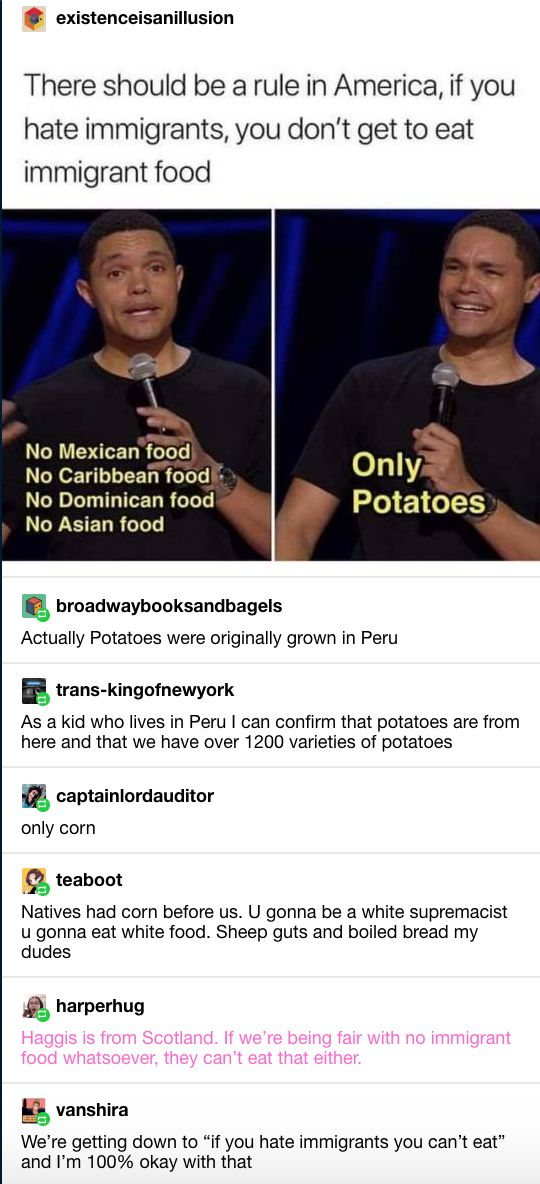 existenceisanillusion
There should be a rule in America, if you
hate immigrants, you don't get to eat
immigrant food
No Mexican food
No Caribbean food
No Dominican food
No Asian food
Only
Potatoes
broadwaybooksandbagels
Actually Potatoes were originally grown in Peru
trans-kingofnewyork
As a kid who lives in Peru I can confirm that potatoes are from
here and that we have over 1200 varieties of potatoes
captainlordauditor
only corn
teaboot
Natives had corn before us. U gonna be a white supremacist
u gonna eat white food. Sheep guts and boiled bread my
dudes
harperhug
Haggis is from Scotland. If we're being fair with no immigrant
food whatsoever, they can't eat that either.
vanshira
We're getting down to “if you hate immigrants you can't eat”
and I'm 100% okay with that